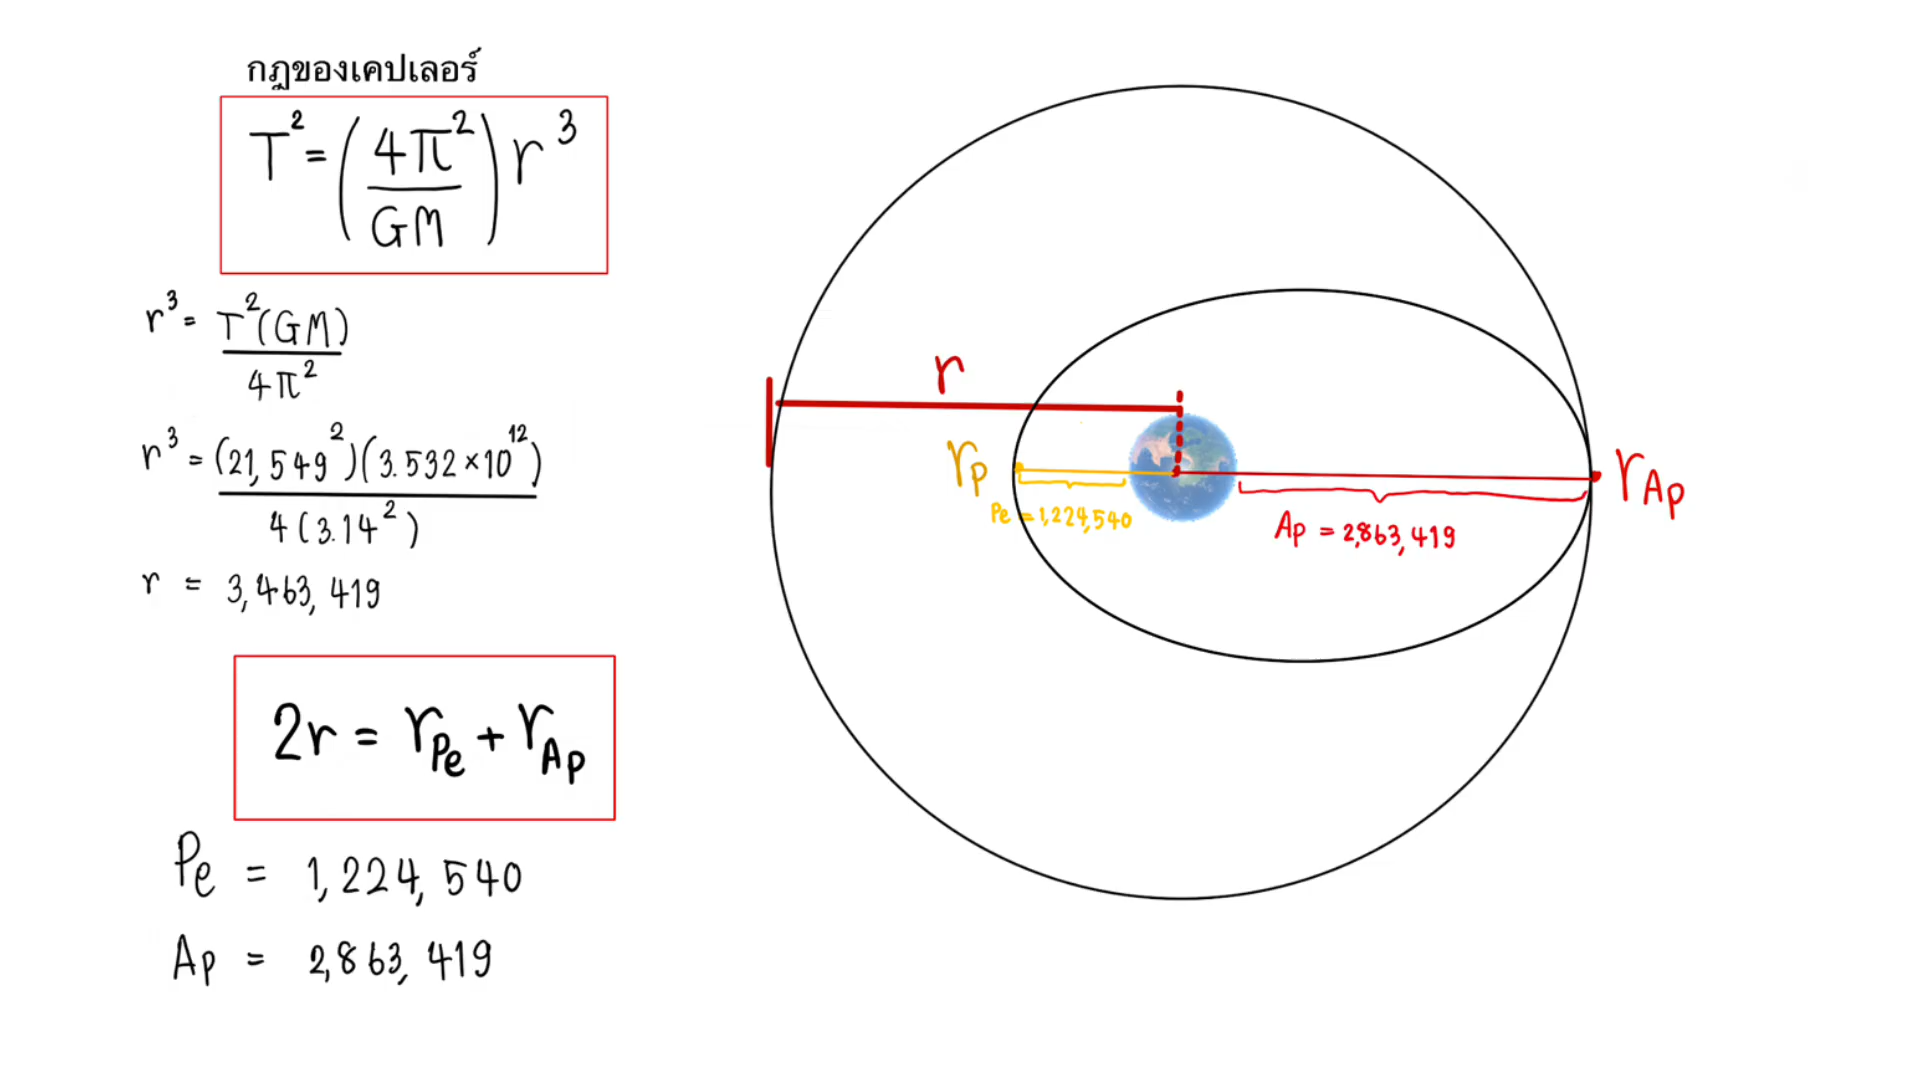 กฎของเคปเลอร์
T² = (4π²/GM) r³
r³ = T²(GM)/4π²
r³ = (21,549²)(3.532×10¹²)/4(3.14²)
r = 3,463,419
2r = r_Pe + r_Ap
Pe = 1,224,540
Ap = 2,863,419
r
r_P
Pe = 1,224,540
r_Ap
Ap = 2,863,419